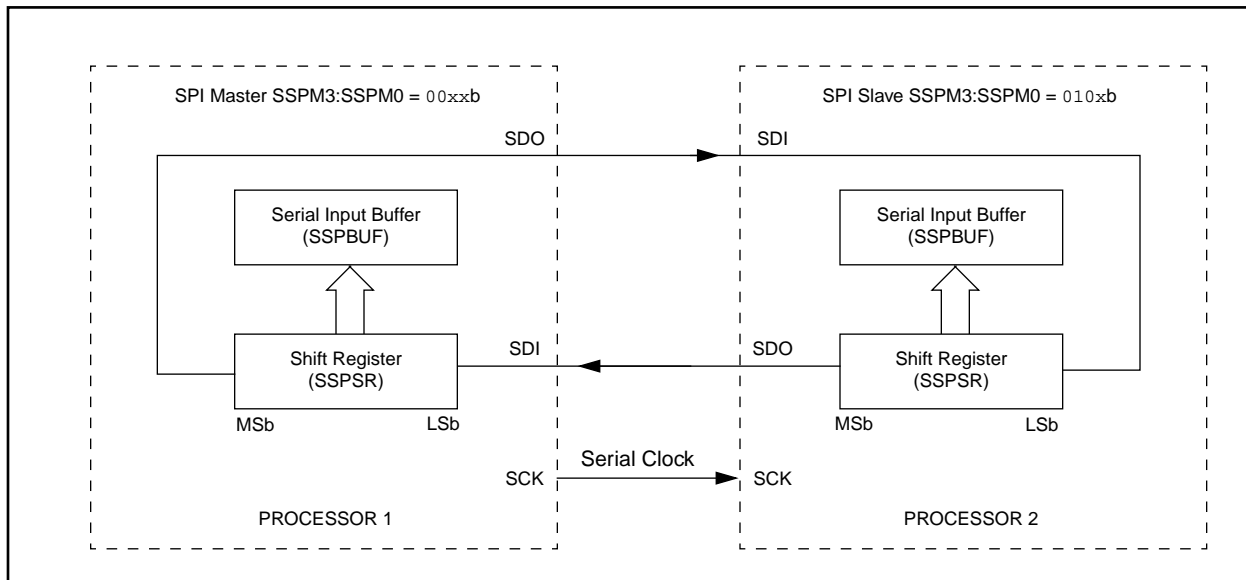 SPI Master SSPM3:SSPM0 = 00xxb
SDO
Serial Input Buffer
(SSPBUF)
Shift Register
(SSPSR)
MSb
LSb
SDI
SCK
PROCESSOR 1
Serial Clock
SPI Slave SSPM3:SSPM0 = 010xb
SDI
Serial Input Buffer
(SSPBUF)
SDO
Shift Register
(SSPSR)
MSb
LSb
SCK
PROCESSOR 2